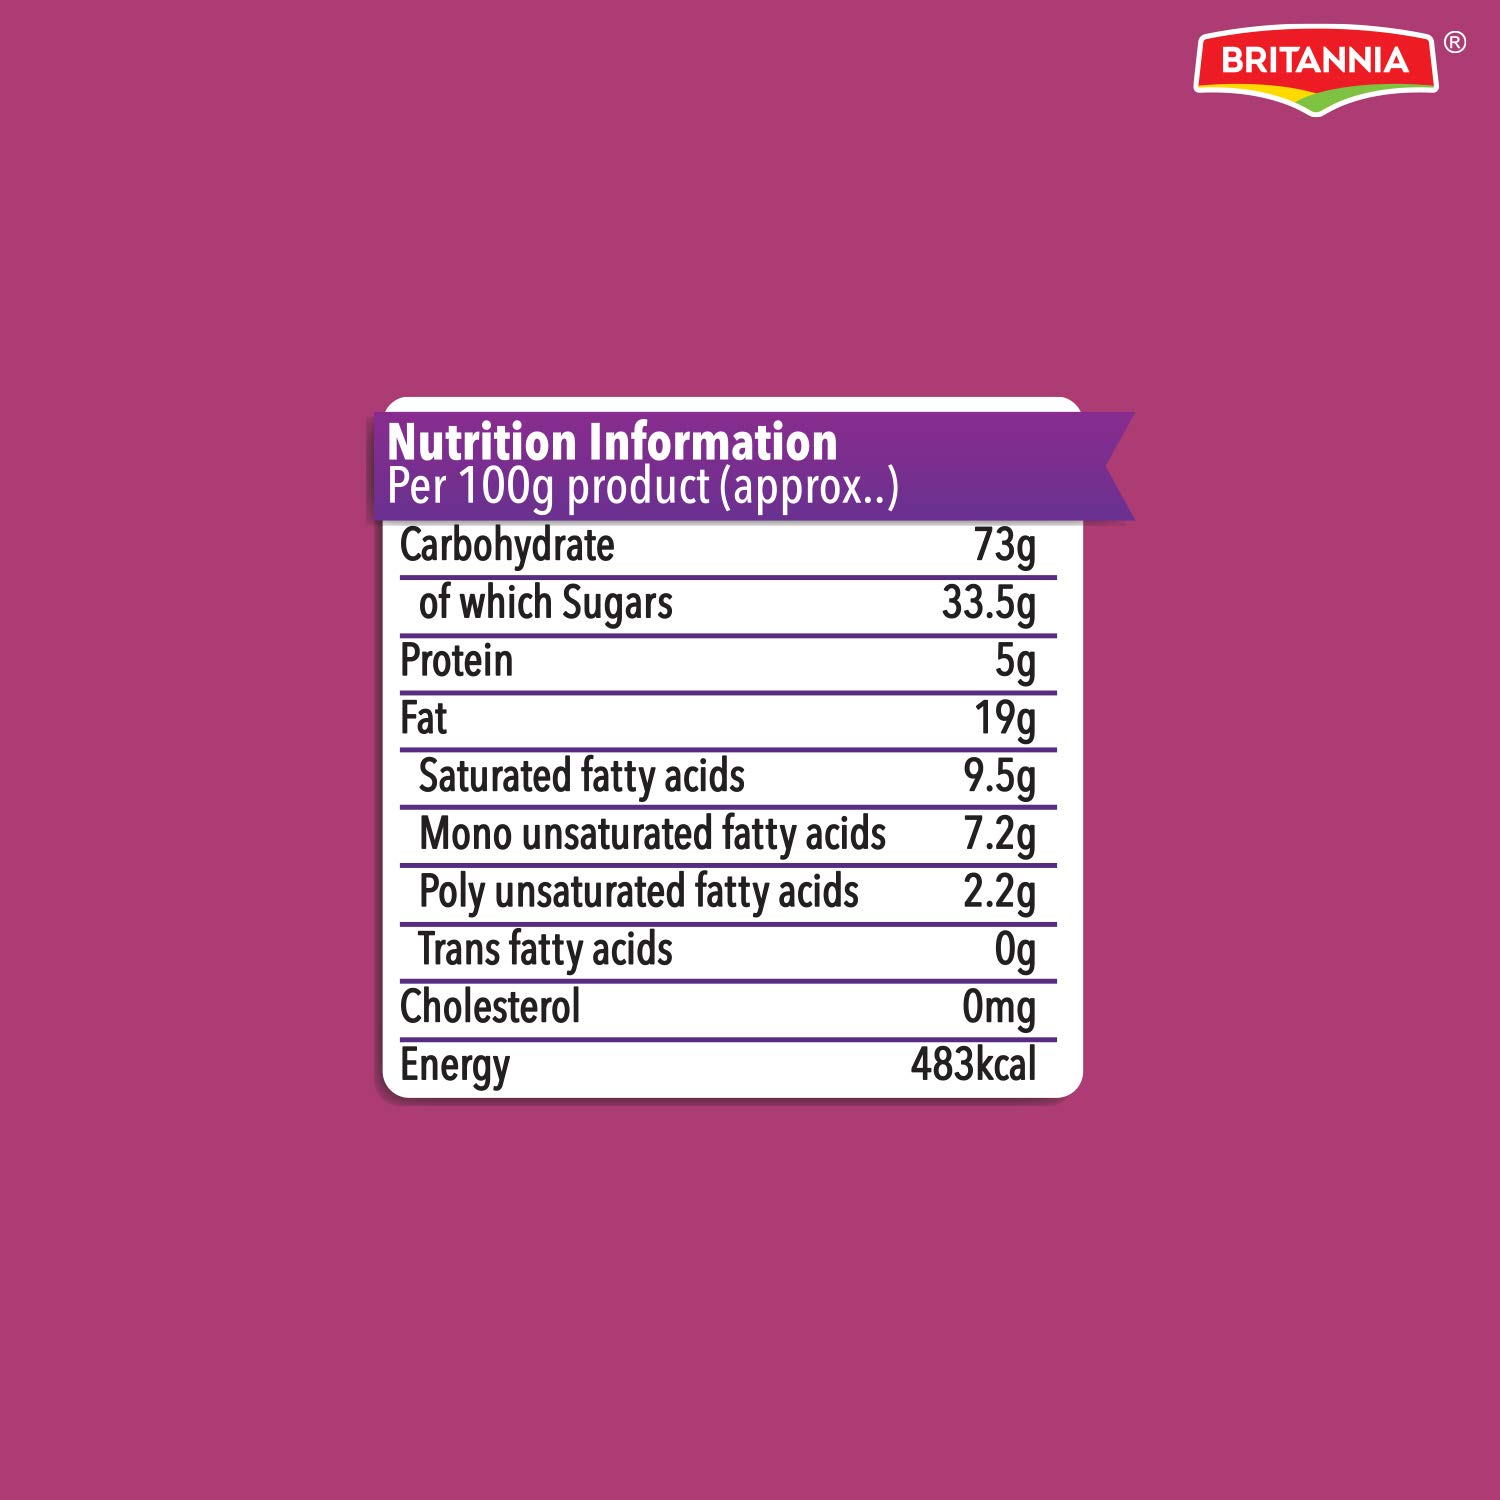 BRITANNIA ®
Nutrition Information
Per 100g product (approx..)
Carbohydrate 73g
of which Sugars 33.5g
Protein 5g
Fat 19g
Saturated fatty acids 9.5g
Mono unsaturated fatty acids 7.2g
Poly unsaturated fatty acids 2.2g
Trans fatty acids 0g
Cholesterol 0mg
Energy 483kcal